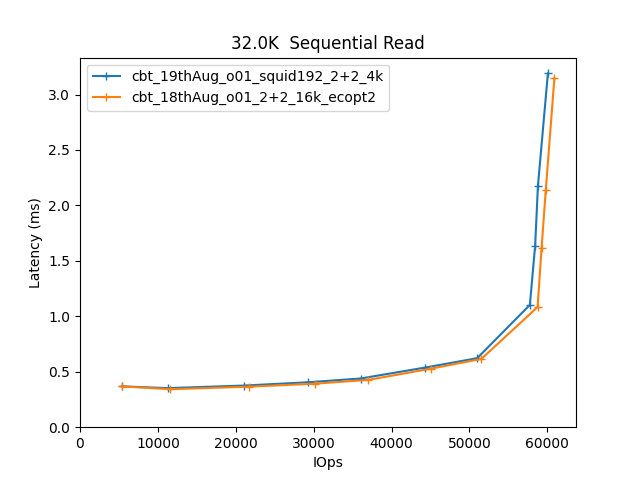 32.0K  Sequential Read
cbt_19thAug_o01_squid192_2+2_4k
cbt_18thAug_o01_2+2_16k_ecopt2
Latency (ms)
3.0
2.5
2.0
1.5
1.0
0.5
0.0
0 10000 20000 30000 40000 50000 60000
IOps